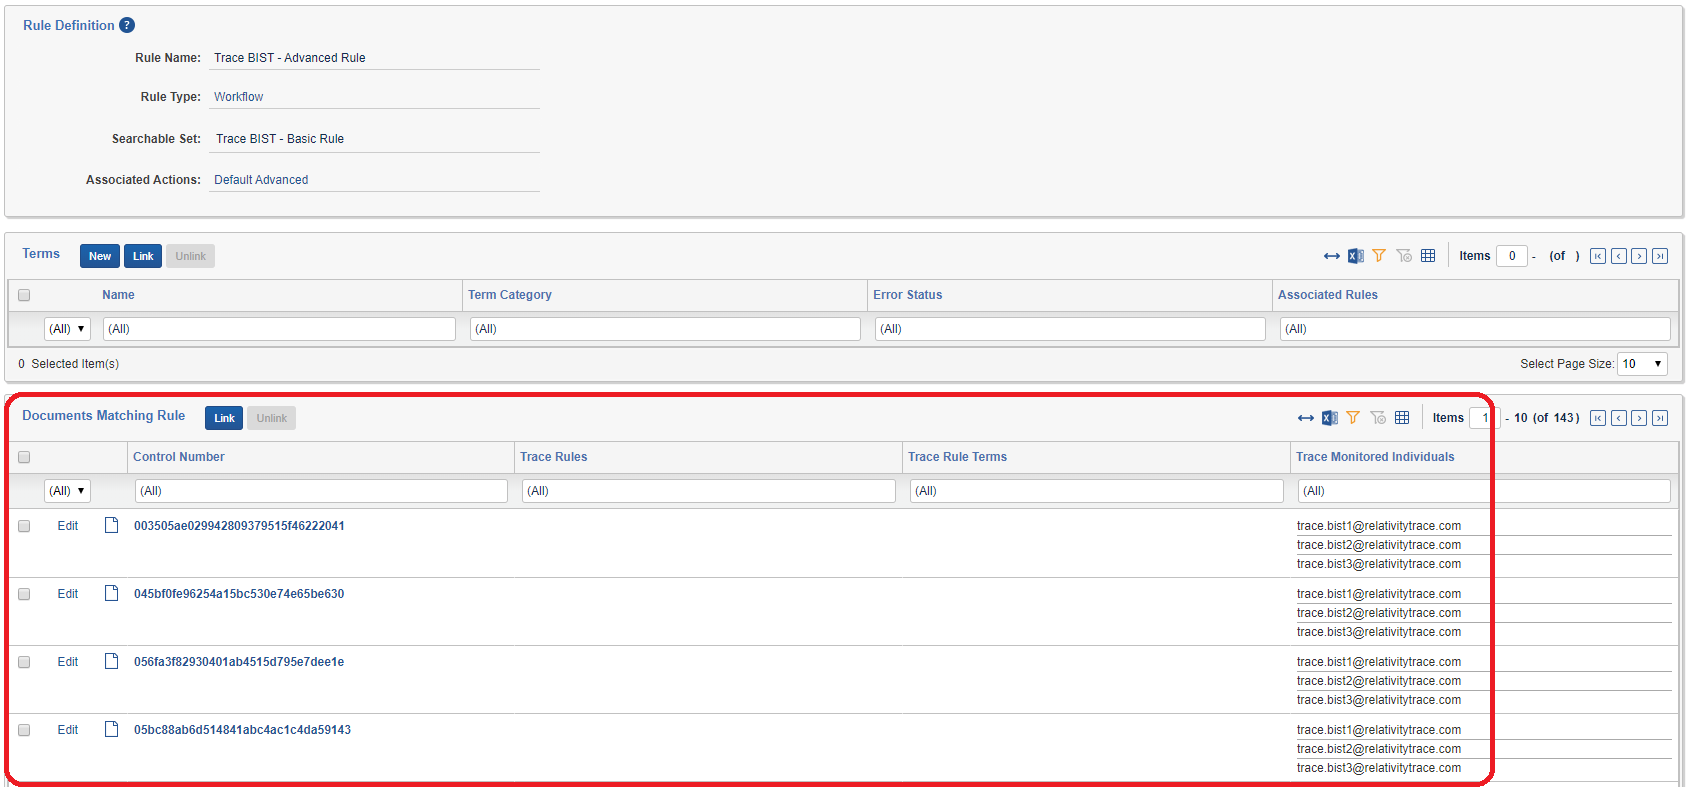 Rule Definition ?
Rule Name: Trace BIST - Advanced Rule
Rule Type: Workflow
Searchable Set: Trace BIST - Basic Rule
Associated Actions: Default Advanced
Terms New Link Unlink Items 0 - (of )
Name Term Category Error Status Associated Rules
(All) (All) (All) (All) (All)
0 Selected Item(s) Select Page Size: 10
Documents Matching Rule Link Unlink Items 1 - 10 (of 143)
Control Number Trace Rules Trace Rule Terms Trace Monitored Individuals
(All) (All) (All) (All) (All)
Edit 003505ae029942809379515f46222041 trace.bist1@relativitytrace.com
trace.bist2@relativitytrace.com
trace.bist3@relativitytrace.com
Edit 045bf0fe96254a15bc530e74e65be630 trace.bist1@relativitytrace.com
trace.bist2@relativitytrace.com
trace.bist3@relativitytrace.com
Edit 056fa3f82930401ab4515d795e7dee1e trace.bist1@relativitytrace.com
trace.bist2@relativitytrace.com
trace.bist3@relativitytrace.com
Edit 05bc88ab6d514841abc4ac1c4da59143 trace.bist1@relativitytrace.com
trace.bist2@relativitytrace.com
trace.bist3@relativitytrace.com